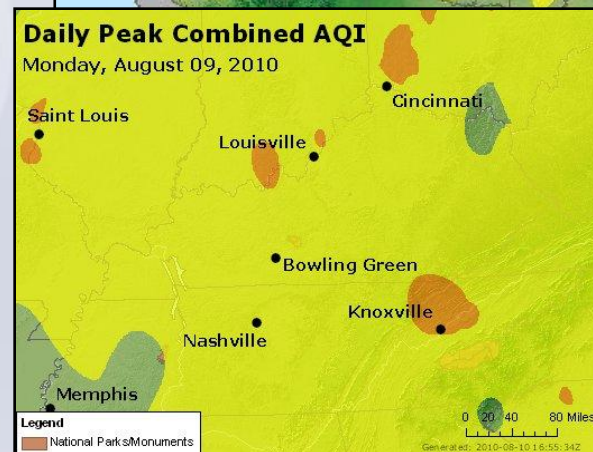 Daily Peak Combined AQI
Monday, August 09, 2010
Cincinnati
Saint Louis
Louisville
Bowling Green
Knoxville
Nashville
Memphis
Legend
National Parks/Monuments
0 20 40 80 Miles
Generated: 2010-08-10 16:55:34Z